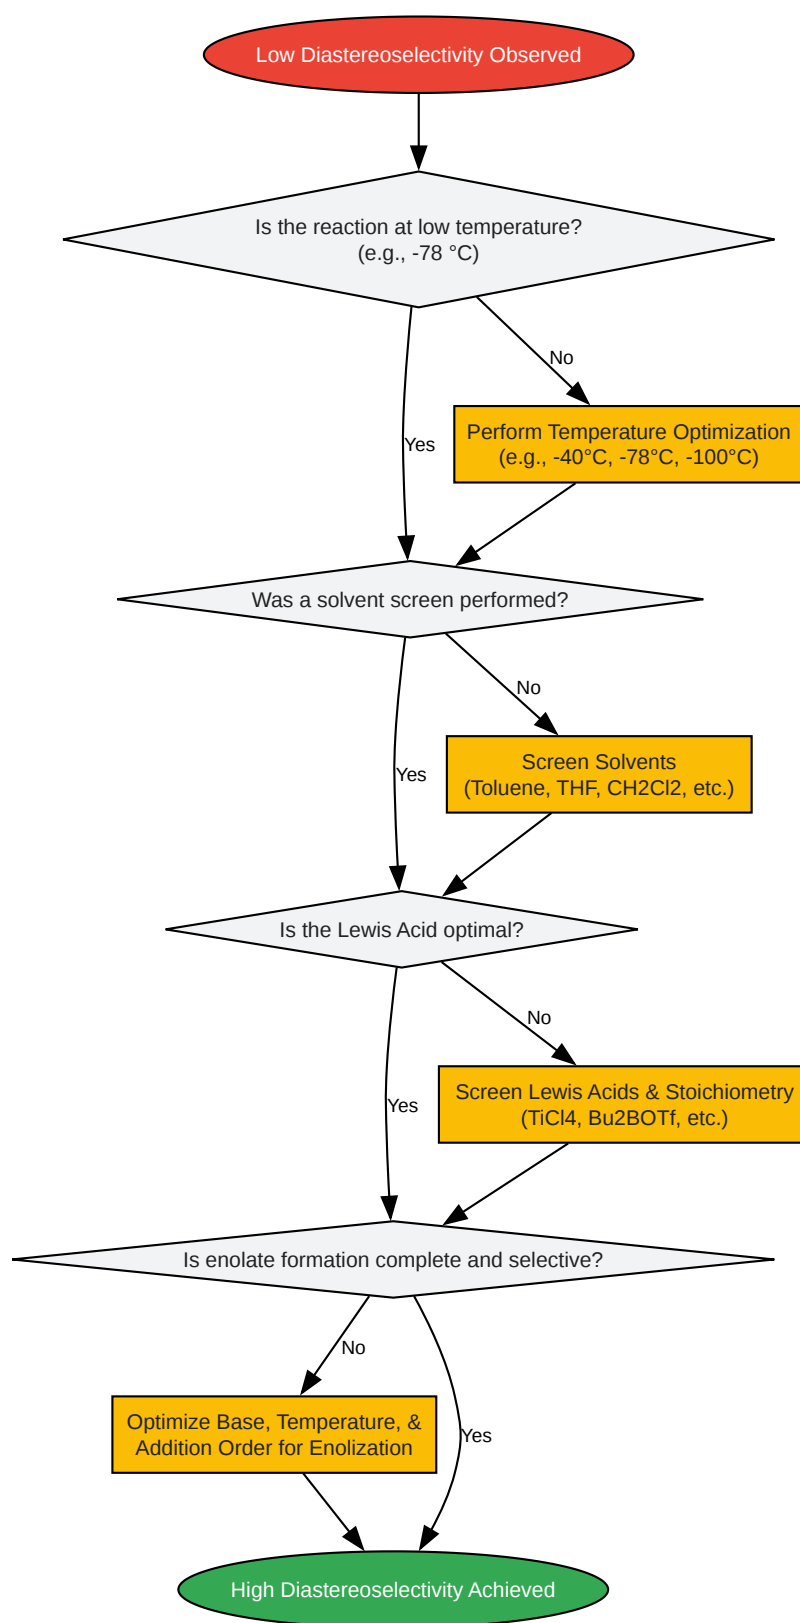 Low Diastereoselectivity Observed
Is the reaction at low temperature?
(e.g., -78 °C)
No
Perform Temperature Optimization
(e.g., -40°C, -78°C, -100°C)
Yes
Was a solvent screen performed?
No
Screen Solvents
(Toluene, THF, CH2Cl2, etc.)
Yes
Is the Lewis Acid optimal?
No
Screen Lewis Acids & Stoichiometry
(TiCl4, Bu2BOTf, etc.)
Yes
Is enolate formation complete and selective?
No
Optimize Base, Temperature, &
Addition Order for Enolization
Yes
High Diastereoselectivity Achieved